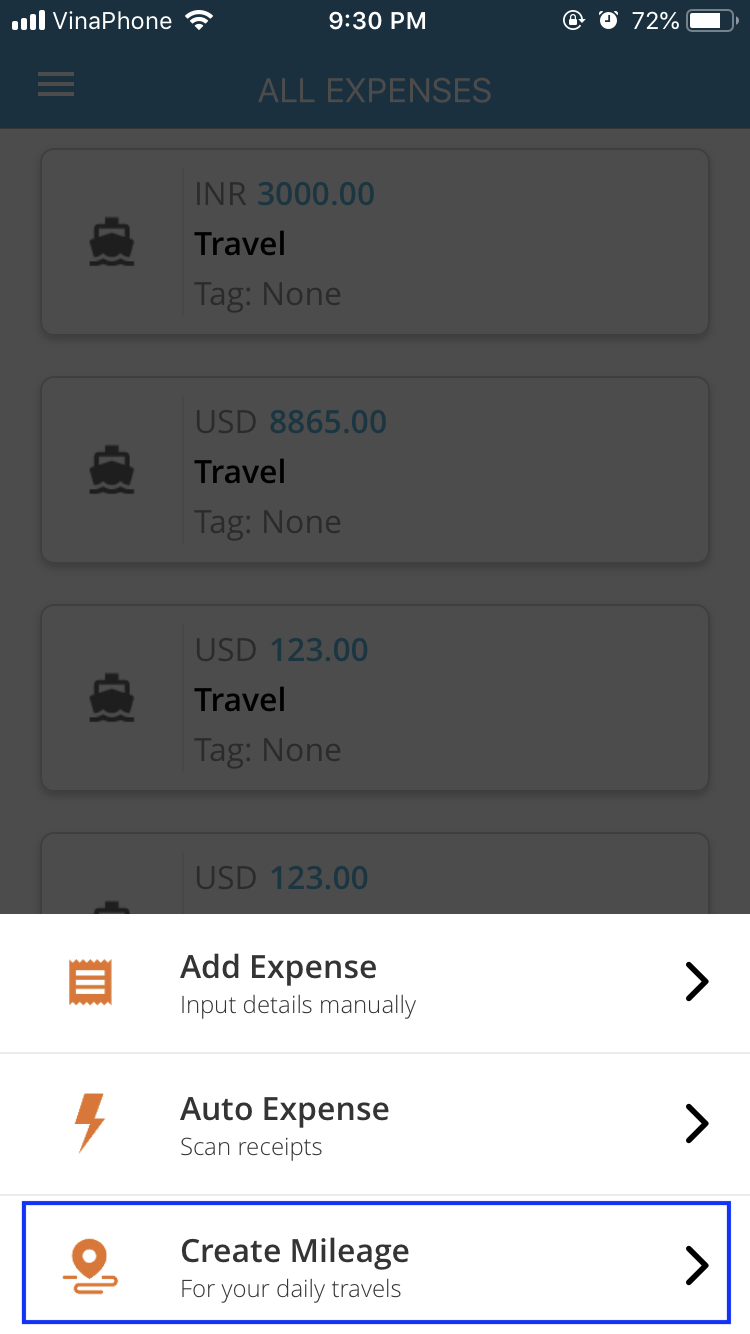 VinaPhone 9:30 PM 72%
ALL EXPENSES
INR 3000.00
Travel
Tag: None
USD 8865.00
Travel
Tag: None
USD 123.00
Travel
Tag: None
USD 123.00
Add Expense
Input details manually
Auto Expense
Scan receipts
Create Mileage
For your daily travels